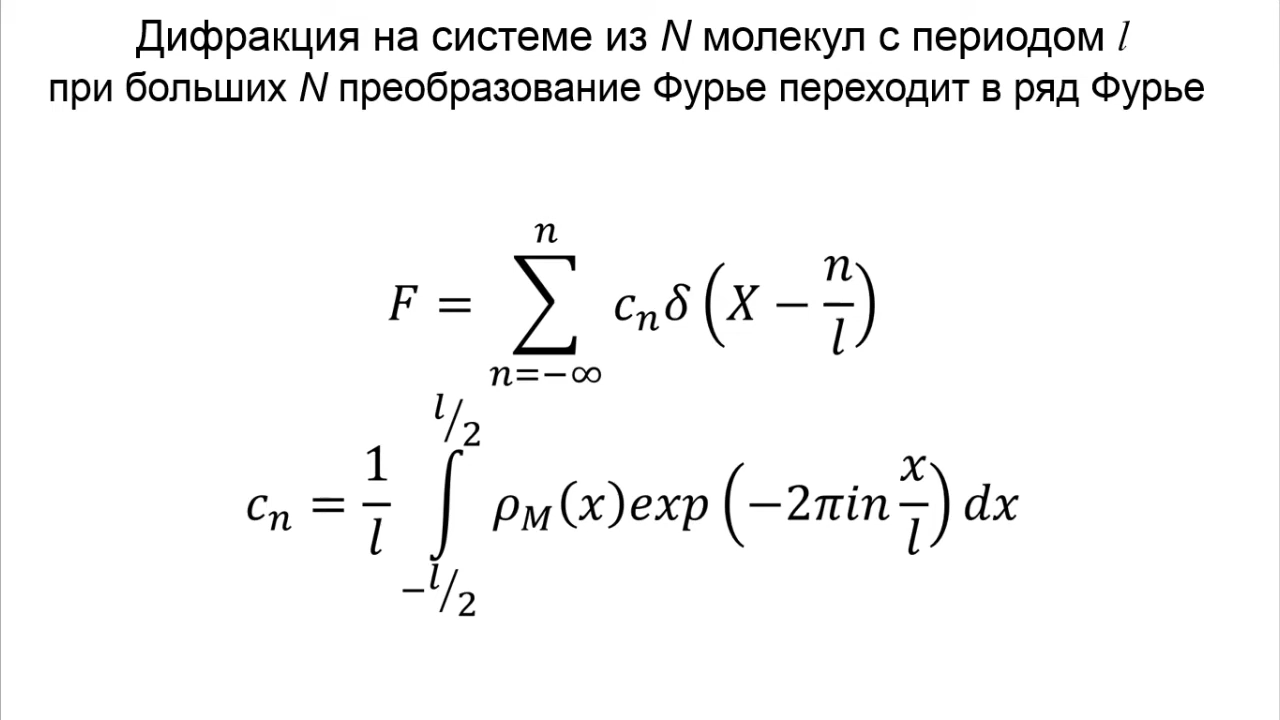 Дифракция на системе из N молекул с периодом l
при больших N преобразование Фурье переходит в ряд Фурье
F = ∑_{n=−∞}^{n} c_n δ (X − n/l)
c_n = 1/l ∫_{−l/2}^{l/2} ρ_M(x)exp (−2πin x/l) dx